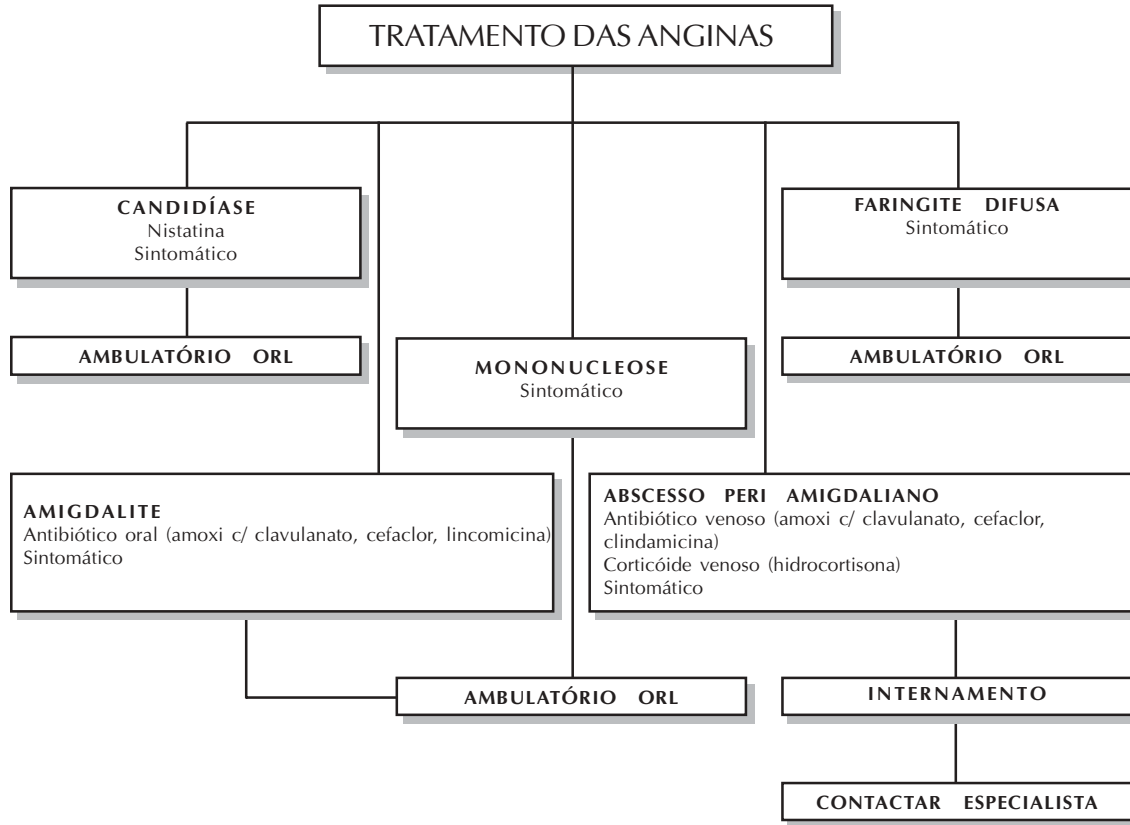 TRATAMENTO DAS ANGINAS
CANDIDÍASE
Nistatina
Sintomático
FARINGITE DIFUSA
Sintomático
AMBULATÓRIO ORL
MONONUCLEOSE
Sintomático
AMBULATÓRIO ORL
AMIGDALITE
Antibiótico oral (amoxi c/ clavulanato, cefaclor, lincomicina)
Sintomático
ABSCESSO PERI AMIGDALIANO
Antibiótico venoso (amoxi c/ clavulanato, cefaclor,
clindamicina)
Corticóide venoso (hidrocortisona)
Sintomático
AMBULATÓRIO ORL
INTERNAMENTO
CONTACTAR ESPECIALISTA